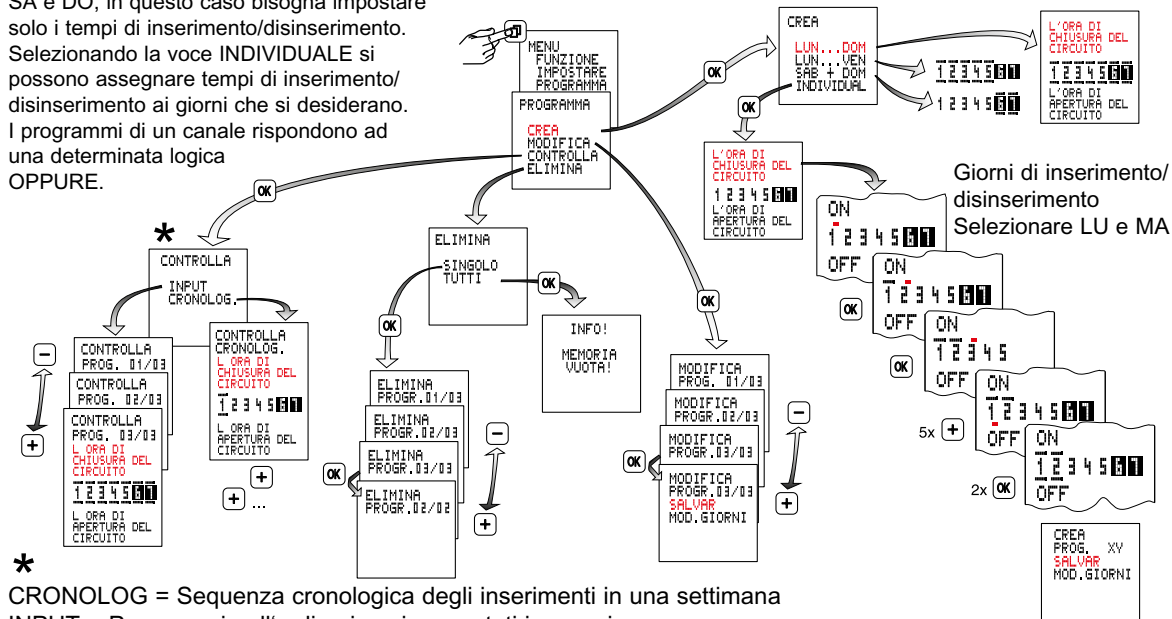 SA e DO, in questo caso bisogna impostare
solo i tempi di inserimento/disinserimento.
Selezionando la voce INDIVIDUALE si
possono assegnare tempi di inserimento/
disinserimento ai giorni che si desiderano.
I programmi di un canale rispondono ad
una determinata logica
OPPURE.
MENU
FUNZIONE
IMPOSTARE
PROGRAMMA
PROGRAMMA
CREA
MODIFICA
CONTROLLA
ELIMINA
OK
CREA
LUN...DOM
LUN...VEN
SAB + DOM
INDIVIDUAL
1 2 3 4 5 6 7
1 2 3 4 5 6 7
L'ORA DI
CHIUSURA DEL
CIRCUITO
1 2 3 4 5 6 7
L'ORA DI
APERTURA DEL
CIRCUITO
OK
L'ORA DI
CHIUSURA DEL
CIRCUITO
1 2 3 4 5 6 7
L'ORA DI
APERTURA DEL
CIRCUITO
Giorni di inserimento/
disinserimento
Selezionare LU e MA
ON
1 2 3 4 5 6 7
OFF
OK
ON
1 2 3 4 5 6 7
OFF
OK
ON
1 2 3 4 5
OFF
5x +
ON
1 2 3 4 5 6 7
OFF
2x OK
ON
1 2 3 4 5 6 7
OFF
CREA
PROG. XY
SALVAR
MOD.GIORNI
OK
*
CONTROLLA
INPUT
CRONOLOG.
−
+
CONTROLLA
PROG. 01/03
CONTROLLA
PROG. 02/03
CONTROLLA
PROG. 03/03
L ORA DI
CHIUSURA DEL
CIRCUITO
1 2 3 4 5 6 7
L ORA DI
APERTURA DEL
CIRCUITO
CONTROLLA
CRONOLOG.
L ORA DI
CHIUSURA DEL
CIRCUITO
1 2 3 4 5 6 7
L ORA DI
APERTURA DEL
CIRCUITO
+
+ ...
ELIMINA
SINGOLO
TUTTI
OK
OK
INFO!
MEMORIA
VUOTA!
ELIMINA
PROGR.01/03
ELIMINA
PROGR.02/03
ELIMINA
PROGR.03/03
OK
ELIMINA
PROGR.02/02
−
+
OK
MODIFICA
PROG. 01/03
MODIFICA
PROGR.02/03
MODIFICA
PROGR.03/03
OK
MODIFICA
PROGR.03/03
SALVAR
MOD.GIORNI
−
+
*
CRONOLOG = Sequenza cronologica degli inserimenti in una settimana